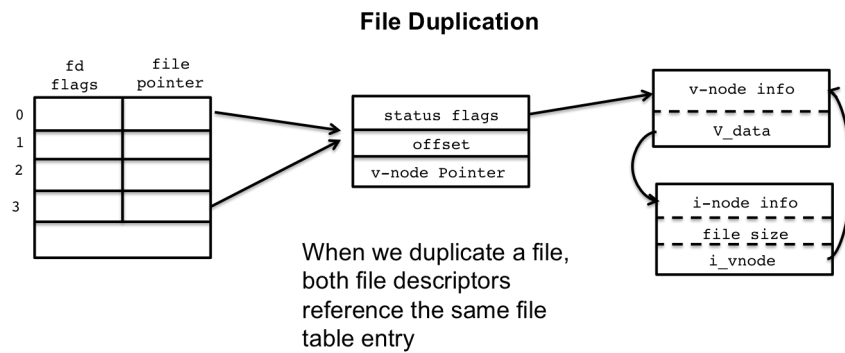 File Duplication
fd
flags
file
pointer
0
1
2
3
status flags
offset
v-node Pointer
v-node info
V_data
i-node info
file size
i_vnode
When we duplicate a file,
both file descriptors
reference the same file
table entry